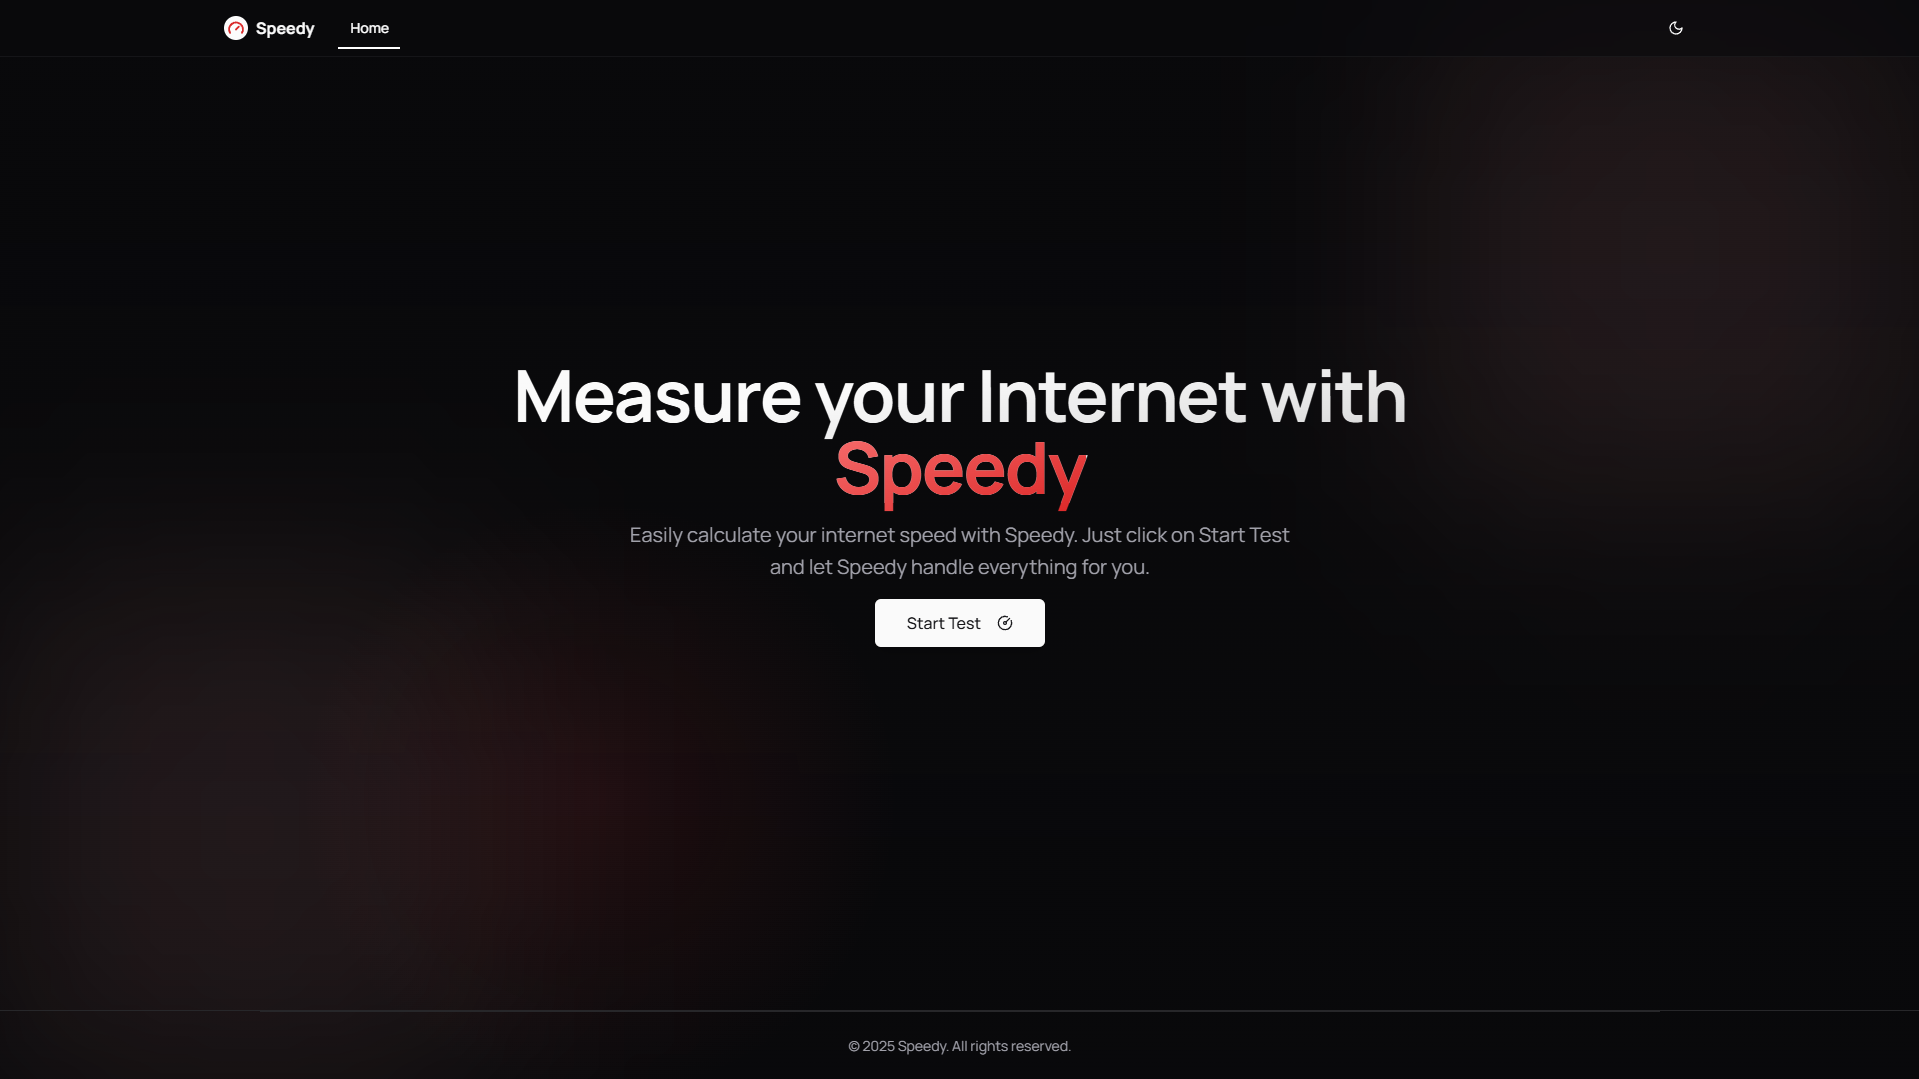 Speedy
Home
Measure your Internet with
Speedy
Easily calculate your internet speed with Speedy. Just click on Start Test
and let Speedy handle everything for you.
Start Test
© 2025 Speedy. All rights reserved.